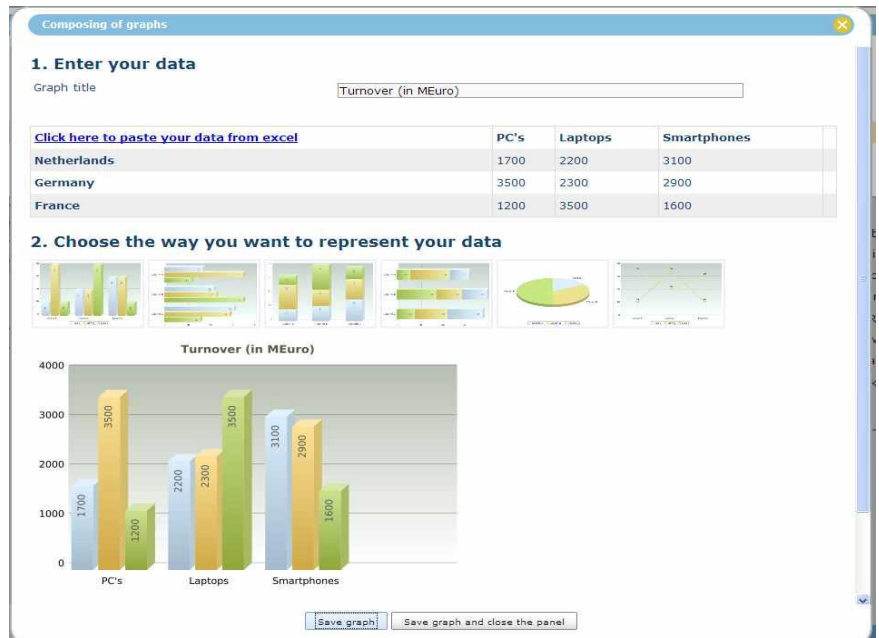 Composing of graphs
1. Enter your data
Graph title
Turnover (in MEuro)
Click here to paste your data from excel PC's Laptops Smartphones
Netherlands 1700 2200 3100
Germany 3500 2300 2900
France 1200 3500 1600
2. Choose the way you want to represent your data
Turnover (in MEuro)
4000
3000
2000
1000
0
1700 3500 1200
2200 2300 3500
3100 2900 1600
PC's Laptops Smartphones
Save graph Save graph and close the panel